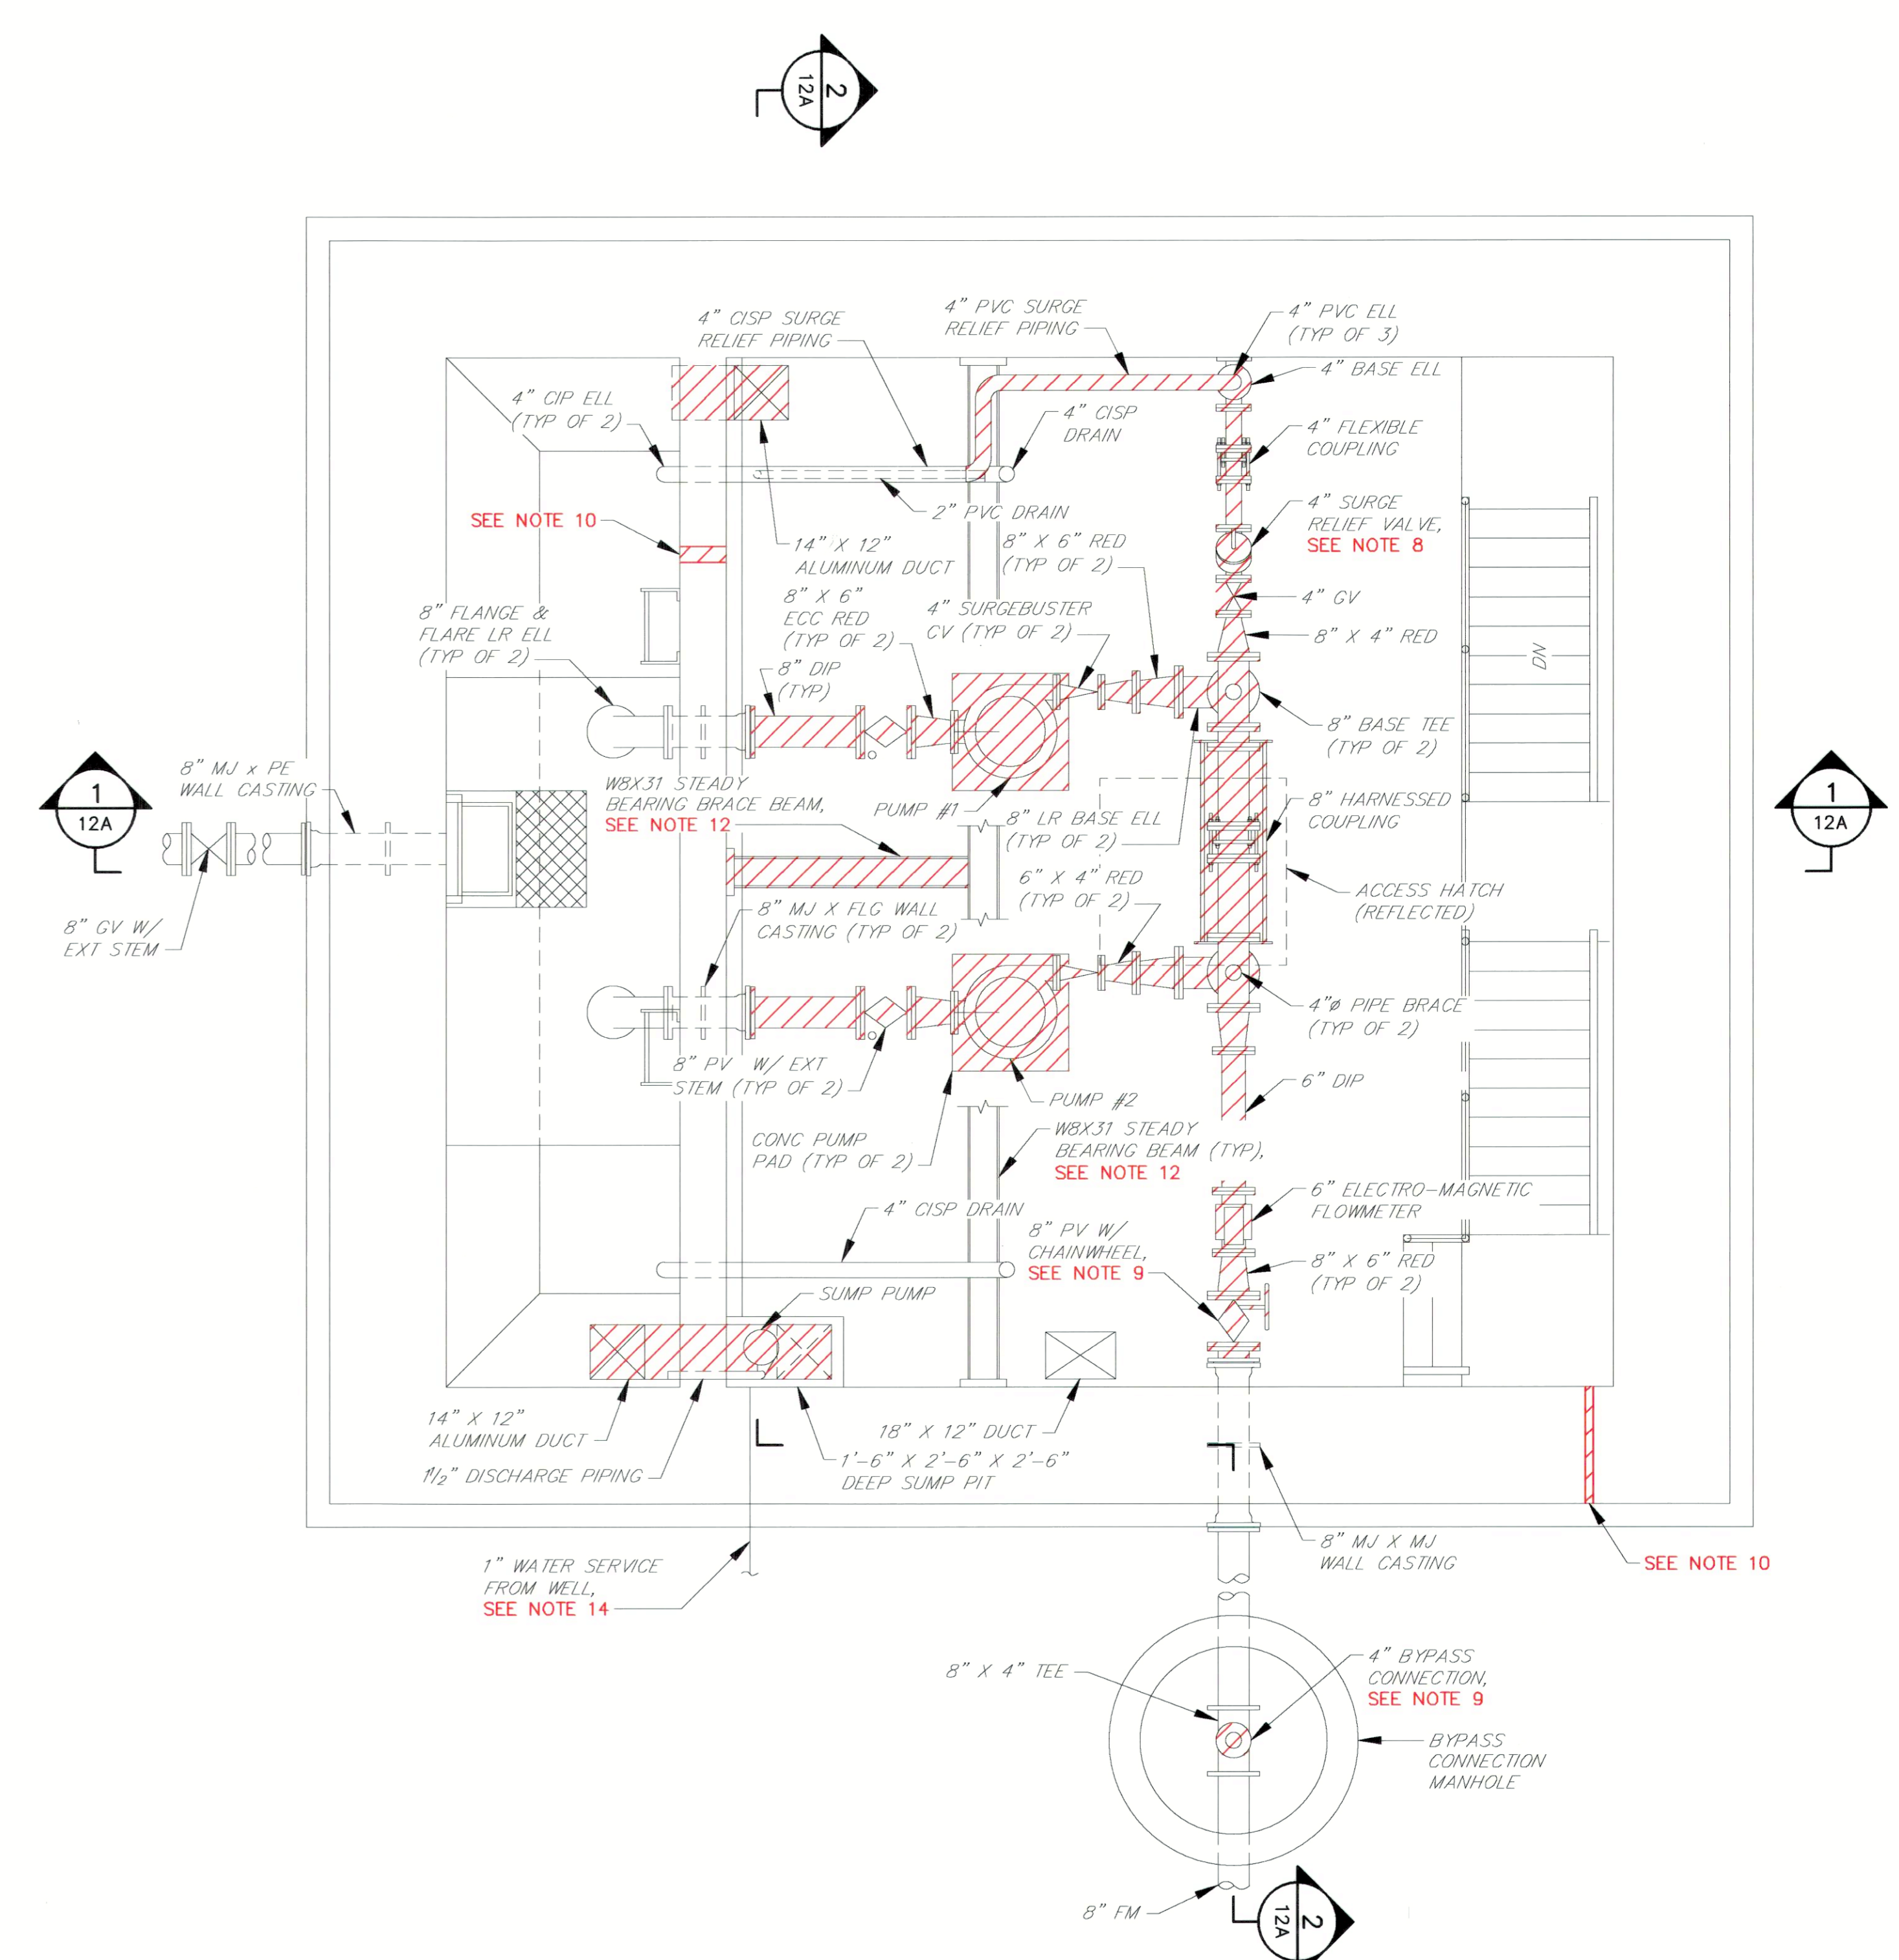 2
12A
4" CISP SURGE
RELIEF PIPING
4" PVC SURGE
RELIEF PIPING
4" PVC ELL
(TYP OF 3)
4" BASE ELL
4" CIP ELL
(TYP OF 2)
4" CISP
DRAIN
4" FLEXIBLE
COUPLING
SEE NOTE 10
2" PVC DRAIN
4" SURGE
RELIEF VALVE,
SEE NOTE 8
14" X 12"
ALUMINUM DUCT
8" X 6" RED
(TYP OF 2)
8" FLANGE &
FLARE LR ELL
(TYP OF 2)
8" X 6"
ECC RED
(TYP OF 2)
4" SURGEBUSTER
CV (TYP OF 2)
4" GV
8" X 4" RED
DN
8" DIP
(TYP)
8" BASE TEE
(TYP OF 2)
1
12A
8" MJ x PE
WALL CASTING
W8X31 STEADY
BEARING BRACE BEAM,
SEE NOTE 12
PUMP #1
8" LR BASE ELL
(TYP OF 2)
8" HARNESSED
COUPLING
1
12A
8" GV W/
EXT STEM
8" MJ X FLG WALL
CASTING (TYP OF 2)
6" X 4" RED
(TYP OF 2)
ACCESS HATCH
(REFLECTED)
4"ø PIPE BRACE
(TYP OF 2)
8" PV W/ EXT
STEM (TYP OF 2)
6" DIP
PUMP #2
CONC PUMP
PAD (TYP OF 2)
W8X31 STEADY
BEARING BEAM (TYP),
SEE NOTE 12
4" CISP DRAIN
6" ELECTRO-MAGNETIC
FLOWMETER
8" PV W/
CHAINWHEEL,
SEE NOTE 9
8" X 6" RED
(TYP OF 2)
SUMP PUMP
14" X 12"
ALUMINUM DUCT
18" X 12" DUCT
1 1/2" DISCHARGE PIPING
1'-6" X 2'-6" X 2'-6"
DEEP SUMP PIT
8" MJ X MJ
WALL CASTING
SEE NOTE 10
1" WATER SERVICE
FROM WELL,
SEE NOTE 14
8" X 4" TEE
4" BYPASS
CONNECTION,
SEE NOTE 9
BYPASS
CONNECTION
MANHOLE
8" FM
2
12A